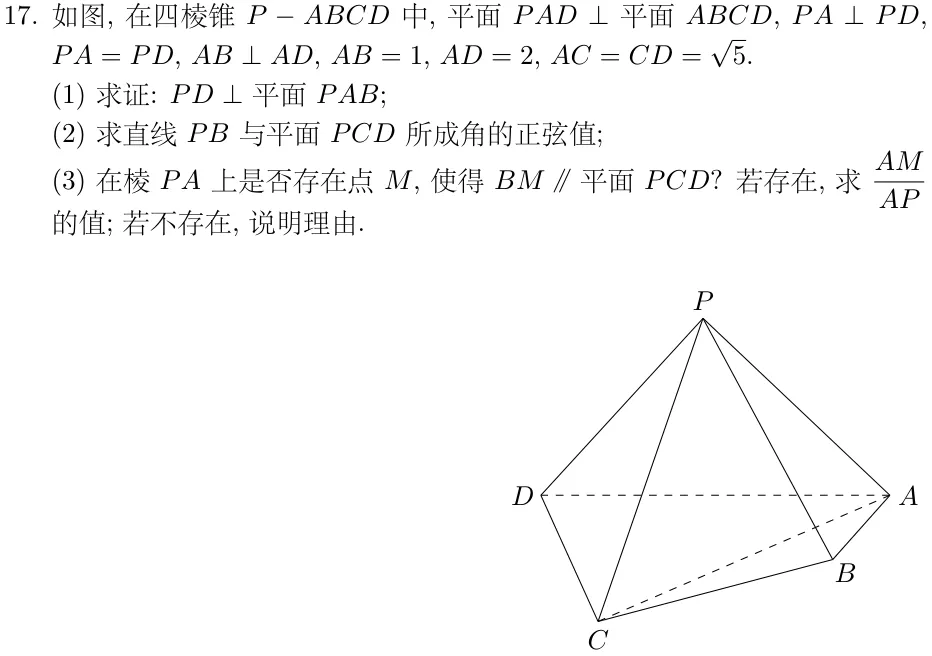 17. 如图, 在四棱锥 P − ABCD 中, 平面 PAD ⊥ 平面 ABCD, PA ⊥ PD,
PA = PD, AB ⊥ AD, AB = 1, AD = 2, AC = CD = √5.
(1) 求证: PD ⊥ 平面 PAB;
(2) 求直线 PB 与平面 PCD 所成角的正弦值;
(3) 在棱 PA 上是否存在点 M, 使得 BM ∥ 平面 PCD? 若存在, 求 AM/AP
的值; 若不存在, 说明理由.
P
D
A
B
C